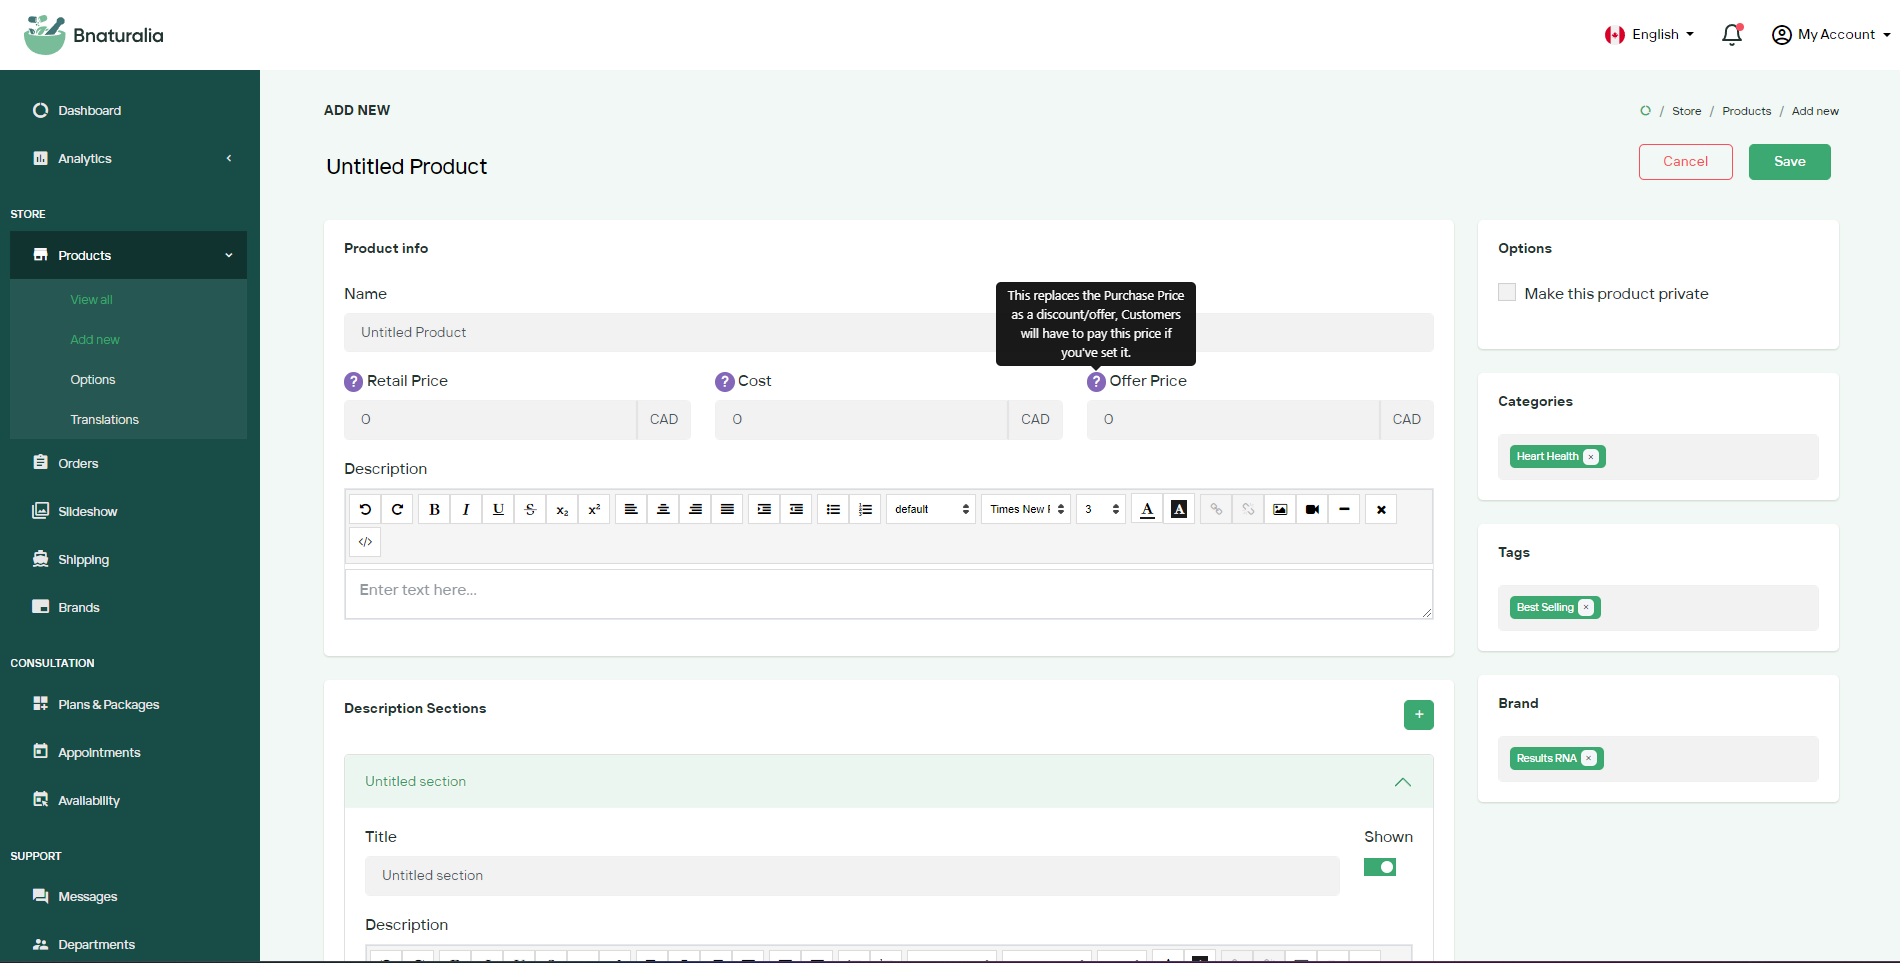 Bnaturalia
English
My Account
Dashboard
Analytics
STORE
Products
View all
Add new
Options
Translations
Orders
Slideshow
Shipping
Brands
CONSULTATION
Plans & Packages
Appointments
Availability
SUPPORT
Messages
Departments
ADD NEW
/ Store / Products / Add new
Untitled Product
Cancel
Save
Product info
Name
Untitled Product
This replaces the Purchase Price
as a discount/offer, Customers
will have to pay this price if
you've set it.
? Retail Price
? Cost
? Offer Price
0 CAD
0 CAD
0 CAD
Description
B I U S x₂ x² default Times New F 3 A A
</>
Enter text here...
Description Sections
+
Untitled section
Title
Shown
Untitled section
Description
Options
Make this product private
Categories
Heart Health ×
Tags
Best Selling ×
Brand
Results RNA ×